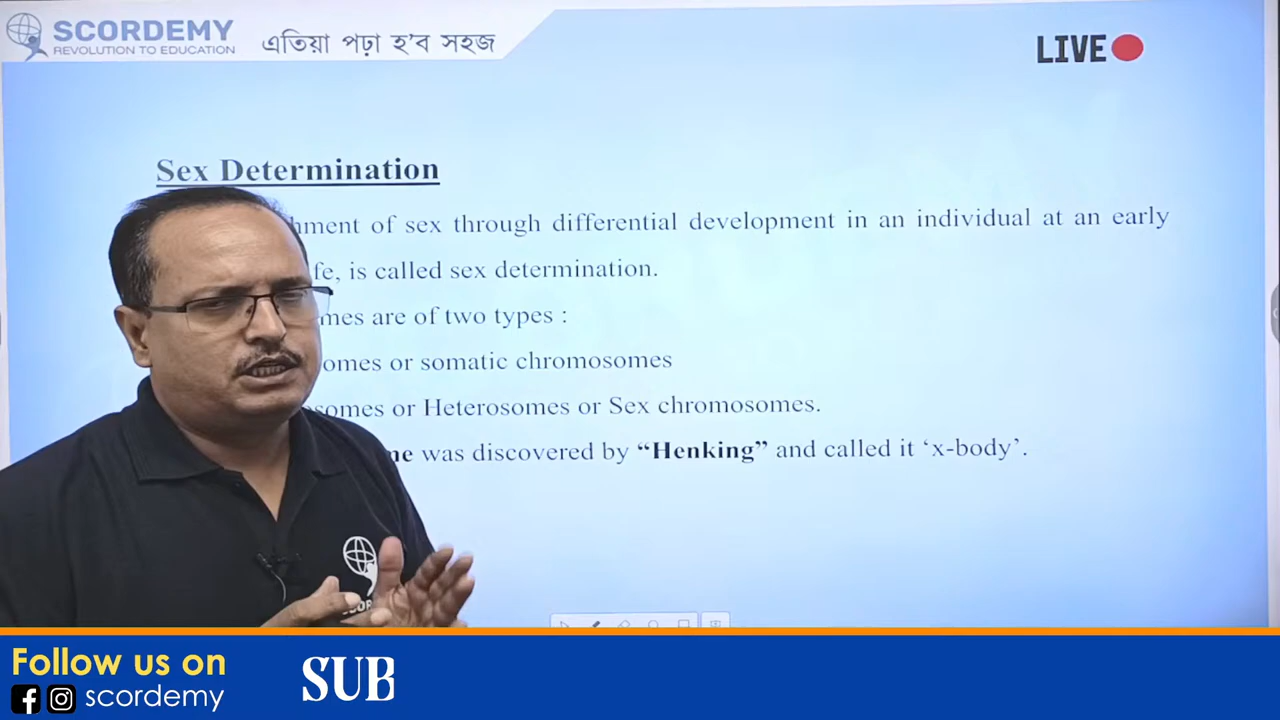 SCORDEMY
REVOLUTION TO EDUCATION
এতিয়া পঢ়া হ'ব সহজ
LIVE
Sex Determination
hment of sex through differential development in an individual at an early
fe, is called sex determination.
mes are of two types :
omes or somatic chromosomes
somes or Heterosomes or Sex chromosomes.
ne was discovered by “Henking” and called it ‘x-body’.
Follow us on
scordemy
SUB